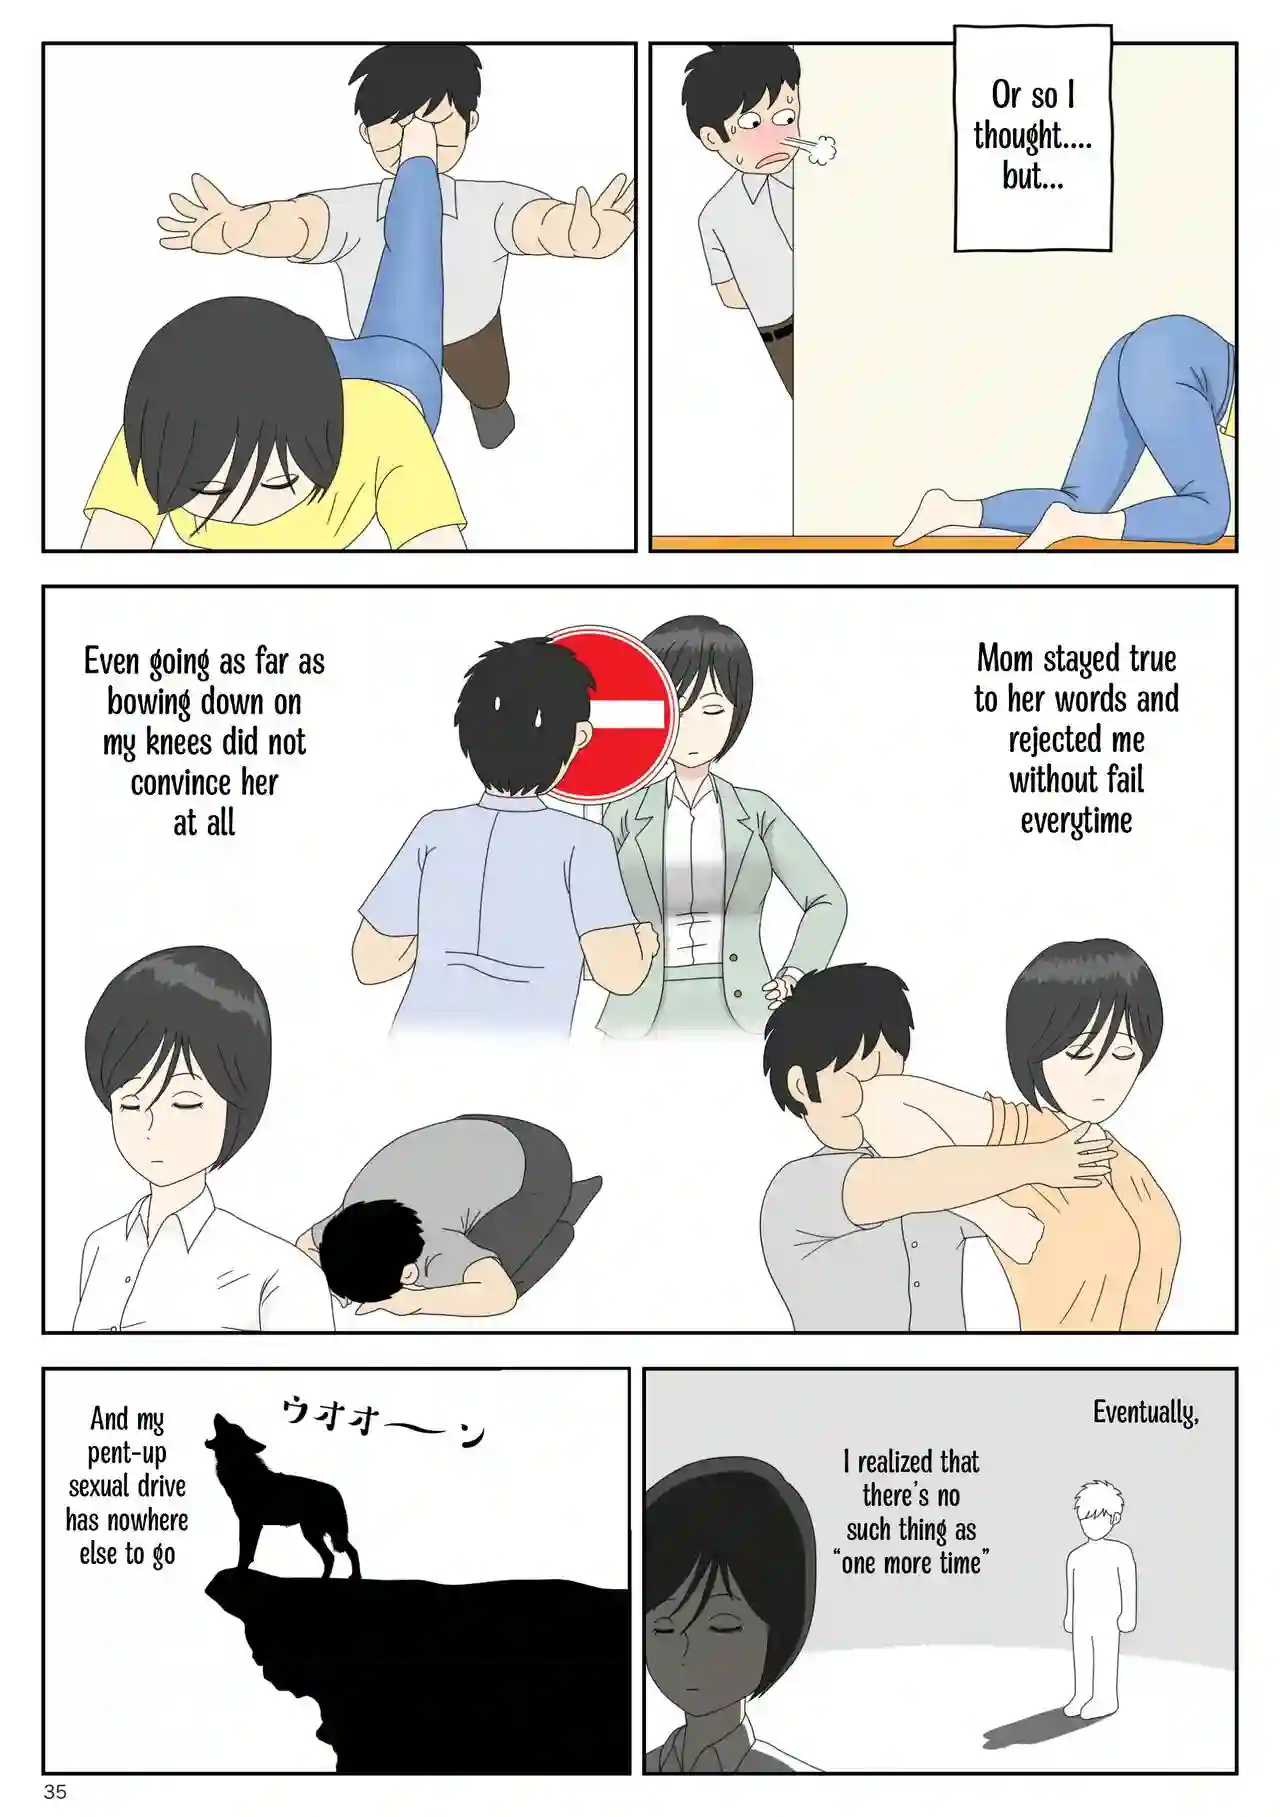 Or so I
thought....
but...
Mom stayed true
to her words and
rejected me
without fail
everytime
Even going as far as
bowing down on
my knees did not
convince her
at all
Eventually,
I realized that
there's no
such thing as
"one more time"
ウオオ〜ン
And my
pent-up
sexual drive
has nowhere
else to go
35